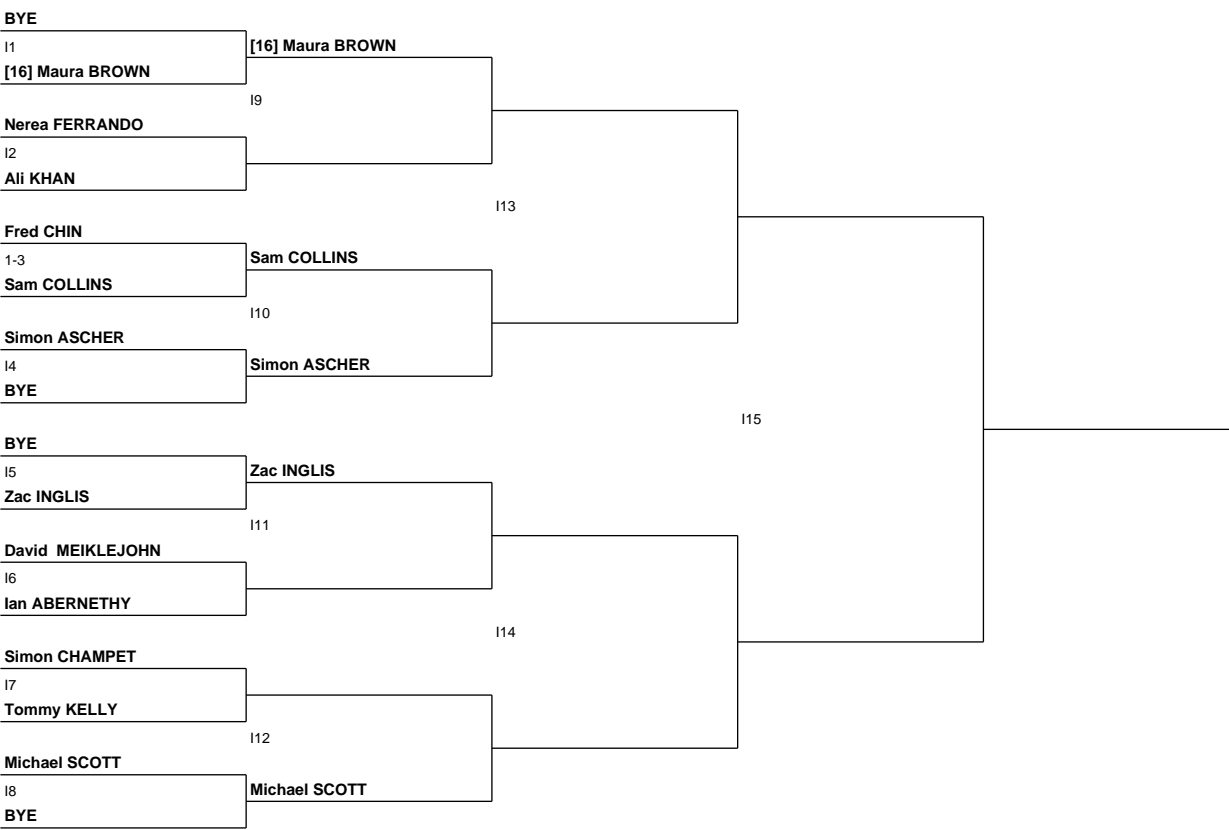 BYE
I1
[16] Maura BROWN
[16] Maura BROWN
I9
Nerea FERRANDO
I2
Ali KHAN
I13
Fred CHIN
1-3
Sam COLLINS
Sam COLLINS
I10
Simon ASCHER
I4
Simon ASCHER
BYE
I15
BYE
I5
Zac INGLIS
Zac INGLIS
I11
David  MEIKLEJOHN
I6
Ian ABERNETHY
I14
Simon CHAMPET
I7
Tommy KELLY
I12
Michael SCOTT
I8
Michael SCOTT
BYE